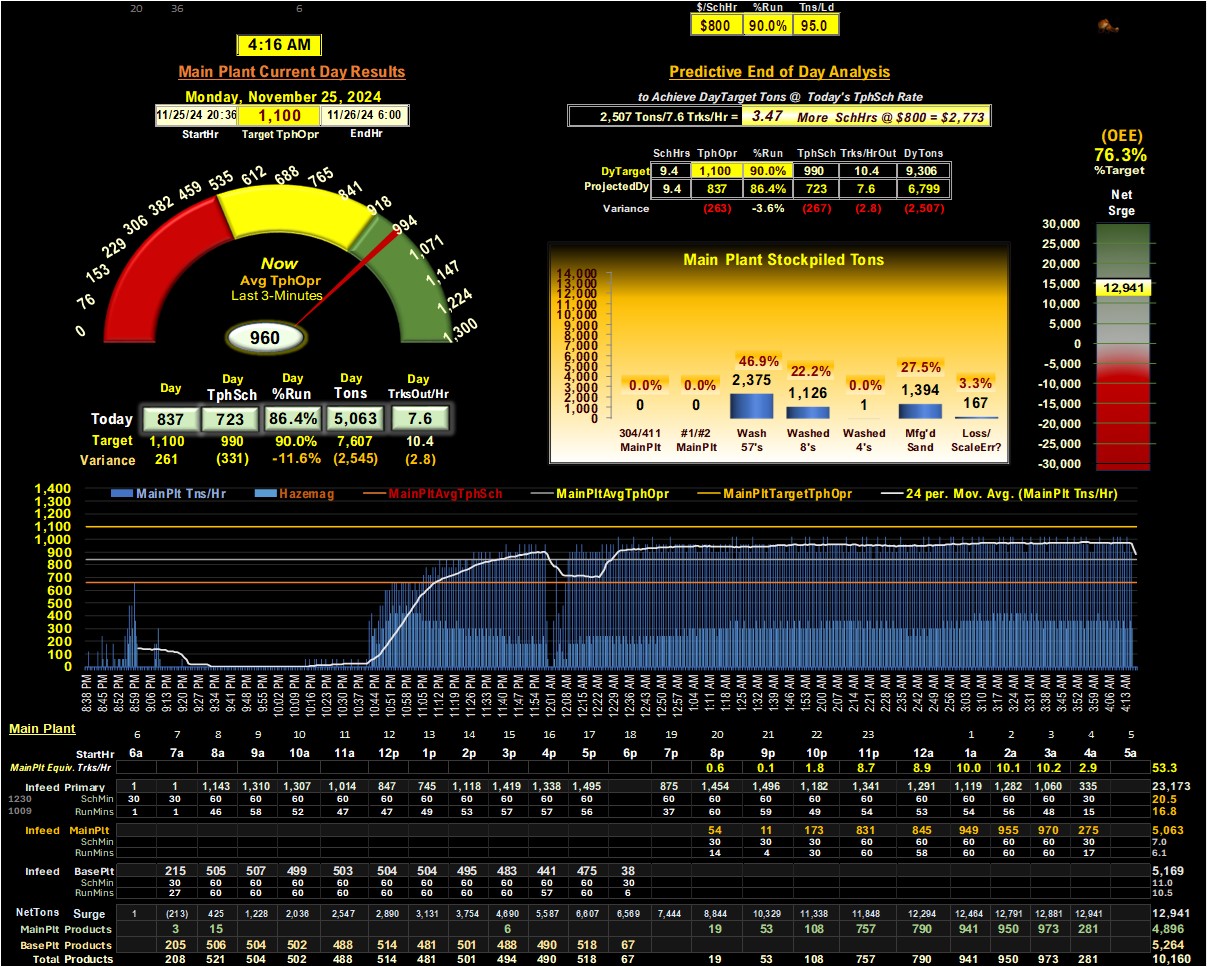 20 36 6
$/SchHr %Run Tns/Ld
$800 90.0% 95.0
4:16 AM
Main Plant Current Day Results
Monday, November 25, 2024
11/25/24 20:36 1,100 11/26/24 6:00
StartHr Target TphOpr EndHr
Predictive End of Day Analysis
to Achieve DayTarget Tons @ Today's TphSch Rate
2,507 Tons/7.6 Trks/Hr = 3.47 More SchHrs @ $800 = $2,773
SchHrs TphOpr %Run TphSch Trks/HrOut DyTons
DyTarget 9.4 1,100 90.0% 990 10.4 9,306
ProjectedDy 9.4 837 86.4% 723 7.6 6,799
Variance (263) -3.6% (267) (2.8) (2,507)
(OEE)
76.3%
%Target
Net
Srge
30,000
25,000
20,000
15,000
12,941
10,000
5,000
0
-5,000
-10,000
-15,000
-20,000
-25,000
-30,000
0 76 153 229 306 382 459 535 612 688 765 841 918 994 1,071 1,147 1,224 1,300
Now
Avg TphOpr
Last 3-Minutes
960
Day Day TphSch Day %Run Day Tons Day TrksOut/Hr
Today 837 723 86.4% 5,063 7.6
Target 1,100 990 90.0% 7,607 10.4
Variance 261 (331) -11.6% (2,545) (2.8)
Main Plant Stockpiled Tons
14,000
13,000
12,000
11,000
10,000
9,000
8,000
7,000
6,000
5,000
4,000
3,000
2,000
1,000
0
0.0% 0.0% 46.9% 22.2% 0.0% 27.5% 3.3%
0 0 2,375 1,126 1 1,394 167
304/411 #1/#2 Wash Washed Washed Mfg'd Loss/
MainPlt MainPlt 57's 8's 4's Sand ScaleErr?
MainPlt Tns/Hr Hazemag MainPltAvgTphSch MainPltAvgTphOpr MainPltTargetTphOpr 24 per. Mov. Avg. (MainPlt Tns/Hr)
1,400
1,300
1,200
1,100
1,000
900
800
700
600
500
400
300
200
100
0
8:38 PM 8:45 PM 8:52 PM 8:59 PM 9:06 PM 9:13 PM 9:20 PM 9:27 PM 9:34 PM 9:41 PM 9:48 PM 9:55 PM 10:02 PM 10:09 PM 10:16 PM 10:23 PM 10:30 PM 10:37 PM 10:44 PM 10:51 PM 10:58 PM 11:05 PM 11:12 PM 11:19 PM 11:26 PM 11:33 PM 11:40 PM 11:47 PM 11:54 PM 12:01 AM 12:08 AM 12:15 AM 12:22 AM 12:29 AM 12:36 AM 12:43 AM 12:50 AM 12:57 AM 1:04 AM 1:11 AM 1:18 AM 1:25 AM 1:32 AM 1:39 AM 1:46 AM 1:53 AM 2:00 AM 2:07 AM 2:14 AM 2:21 AM 2:28 AM 2:35 AM 2:42 AM 2:49 AM 2:56 AM 3:03 AM 3:10 AM 3:17 AM 3:24 AM 3:31 AM 3:38 AM 3:45 AM 3:52 AM 3:59 AM 4:06 AM 4:13 AM
Main Plant 6 7 8 9 10 11 12 13 14 15 16 17 18 19 20 21 22 23 1 2 3 4 5
StartHr 6a 7a 8a 9a 10a 11a 12p 1p 2p 3p 4p 5p 6p 7p 8p 9p 10p 11p 12a 1a 2a 3a 4a 5a
MainPlt Equiv. Trks/Hr 0.6 0.1 1.8 8.7 8.9 10.0 10.1 10.2 2.9 53.3
Infeed Primary 1 1 1,143 1,310 1,307 1,014 847 745 1,118 1,419 1,338 1,495 875 1,454 1,496 1,182 1,341 1,291 1,119 1,282 1,060 335 23,173
1230 SchMin 30 30 60 60 60 60 60 60 60 60 60 60 60 60 60 60 60 60 60 60 60 30 20.5
1009 RunMins 1 1 46 58 52 47 47 49 53 57 57 56 37 60 59 49 54 53 54 56 48 15 16.8
Infeed MainPlt 54 11 173 831 845 949 955 970 275 5,063
SchMin 30 30 30 60 60 60 60 60 30 7.0
RunMins 14 4 30 60 58 60 60 60 17 6.1
Infeed BasePlt 215 505 507 499 503 504 504 495 483 441 475 38 5,169
SchMin 30 60 60 60 60 60 60 60 60 60 60 30 11.0
RunMins 27 60 60 60 60 60 60 60 60 57 60 6 10.5
NetTons Surge 1 (213) 425 1,228 2,036 2,547 2,890 3,131 3,754 4,690 5,587 6,607 6,569 7,444 8,844 10,329 11,338 11,848 12,294 12,464 12,791 12,881 12,941 12,941
MainPlt Products 3 15 6 19 53 108 757 790 941 950 973 281 4,896
BasePlt Products 205 506 504 502 488 514 481 501 488 490 518 67 5,264
Total Products 208 521 504 502 488 514 481 501 494 490 518 67 19 53 108 757 790 941 950 973 281 10,160